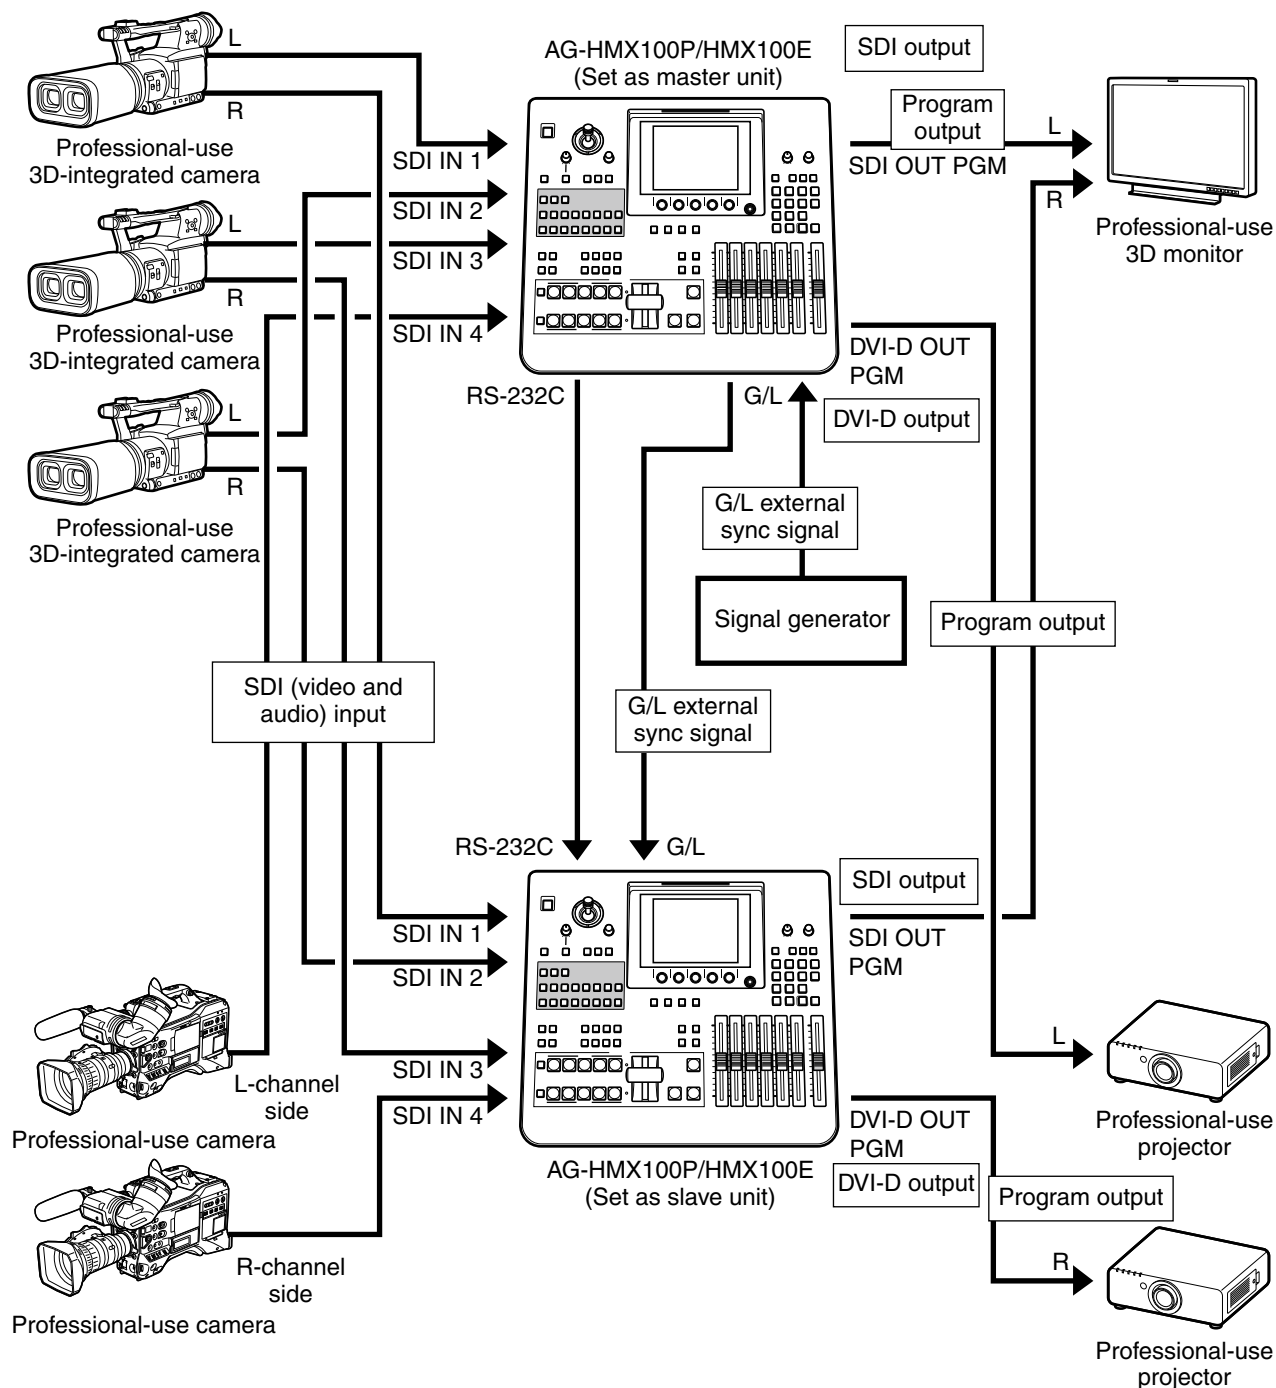 L
R
Professional-use
3D-integrated camera
L
R
Professional-use
3D-integrated camera
L
R
Professional-use
3D-integrated camera
AG-HMX100P/HMX100E
(Set as master unit)
SDI IN 1
SDI IN 2
SDI IN 3
SDI IN 4
SDI output
Program
output
SDI OUT PGM
L
R
Professional-use
3D monitor
DVI-D OUT
PGM
DVI-D output
RS-232C
G/L
G/L external
sync signal
Signal generator
Program output
SDI (video and
audio) input
G/L external
sync signal
RS-232C
G/L
SDI IN 1
SDI IN 2
SDI IN 3
SDI IN 4
SDI output
SDI OUT
PGM
L-channel
side
Professional-use camera
R-channel
side
Professional-use camera
AG-HMX100P/HMX100E
(Set as slave unit)
DVI-D OUT
PGM
DVI-D output
Program output
L
Professional-use
projector
R
Professional-use
projector